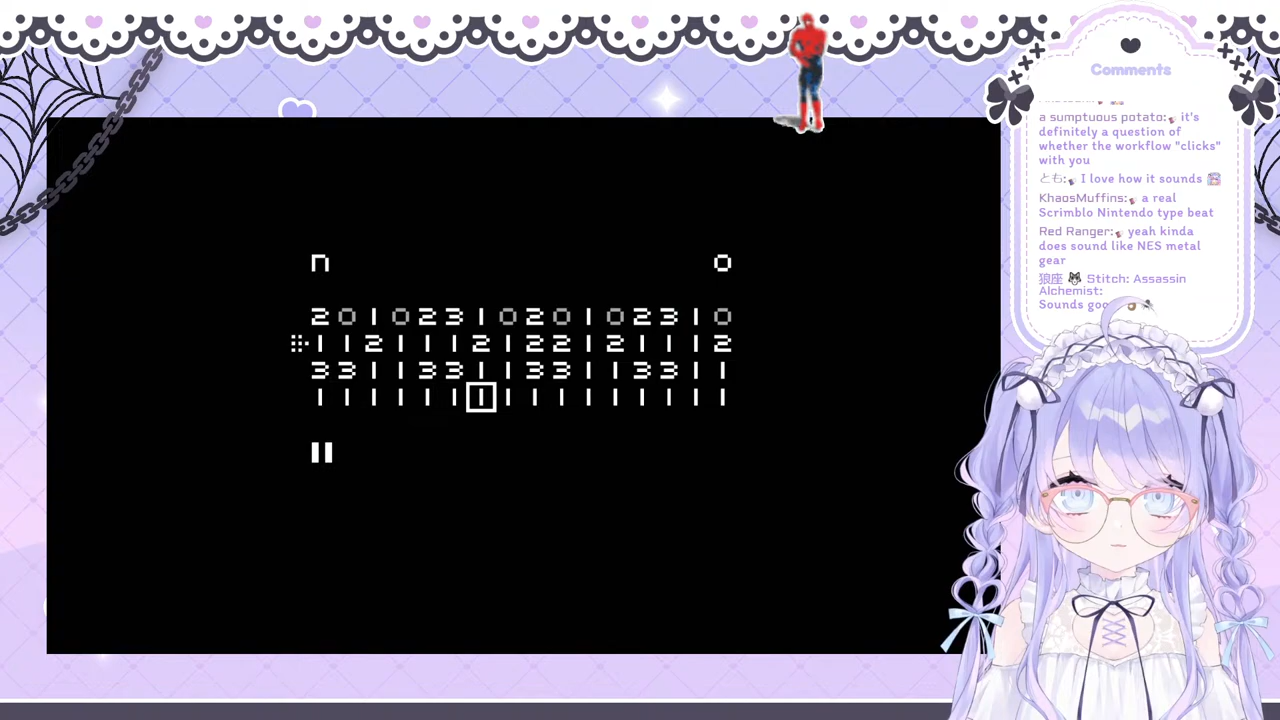 Comments
a sumptuous potato: it's
definitely a question of
whether the workflow "clicks"
with you
とも: I love how it sounds
KhaosMuffins: a real
Scrimblo Nintendo type beat
Red Ranger: yeah kinda
does sound like NES metal
gear
狼座 Stitch: Assassin
Alchemist:
Sounds goo
n o
2 0 1 0 2 3 1 0 2 0 1 0 2 3 1 0
1 1 2 1 1 1 2 1 2 2 1 2 1 1 1 2
3 3 1 1 3 3 1 1 3 3 1 1 3 3 1 1
1 1 1 1 1 1 1 1 1 1 1 1 1 1 1 1